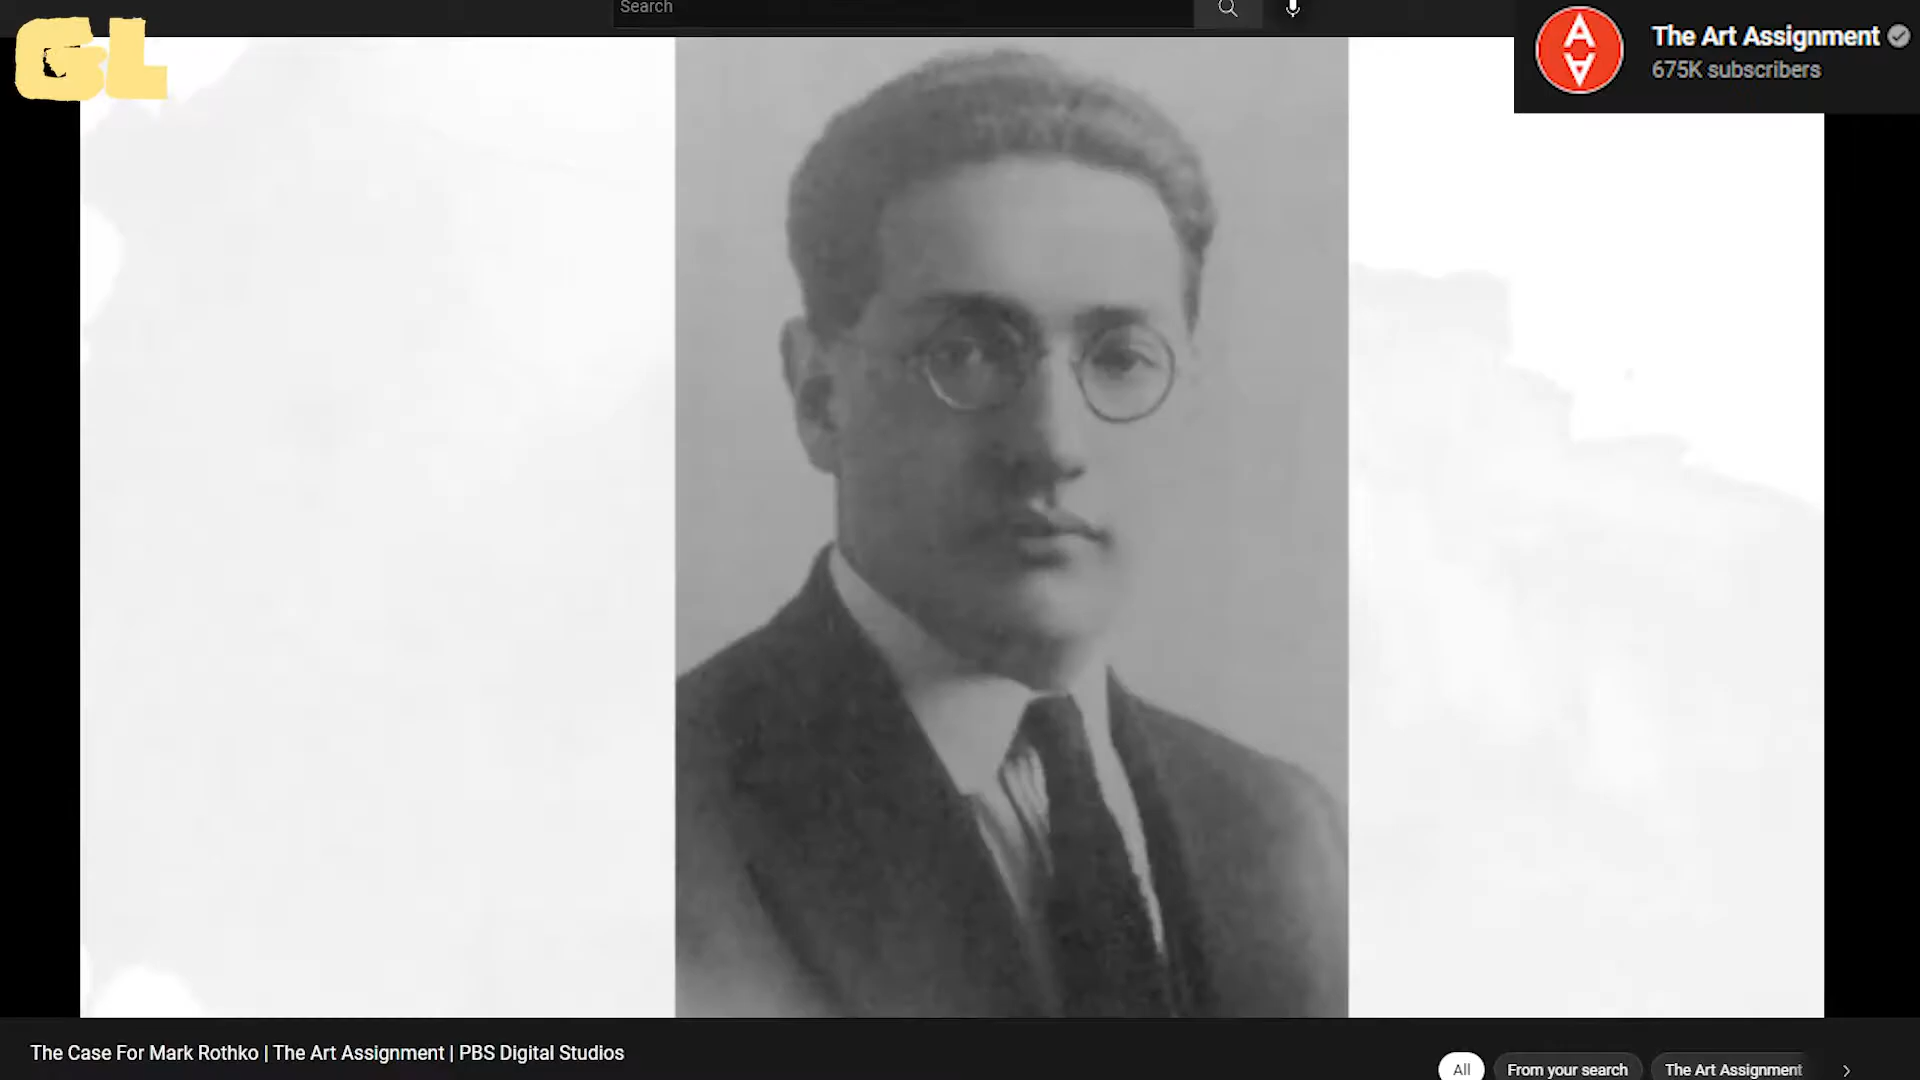 Search
GL
The Art Assignment
675K subscribers
The Case For Mark Rothko | The Art Assignment | PBS Digital Studios
All
From your search
The Art Assignment